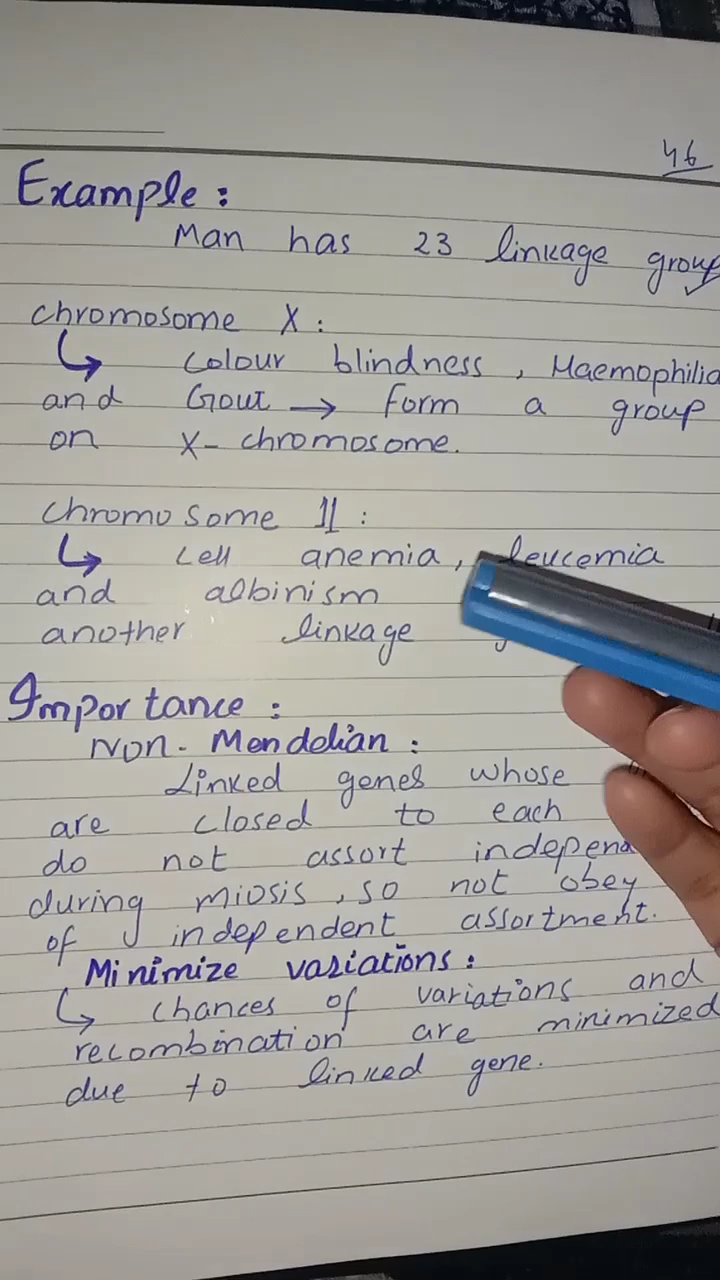 46
Example :
Man has 23 linkage group
chromosome X :
↳ colour blindness , Haemophilia
and Gout → form a group
on X- chromosome.
chromosome 11 :
↳ cell anemia, leucemia
and albinism
another linkage
Importance :
Non- Mendelian :
Linked genes whose
are closed to each
do not assort independ
during miosis , so not obey
of independent assortment.
Minimize variations :
↳ chances of variations and
recombination are minimized
due to linked gene.